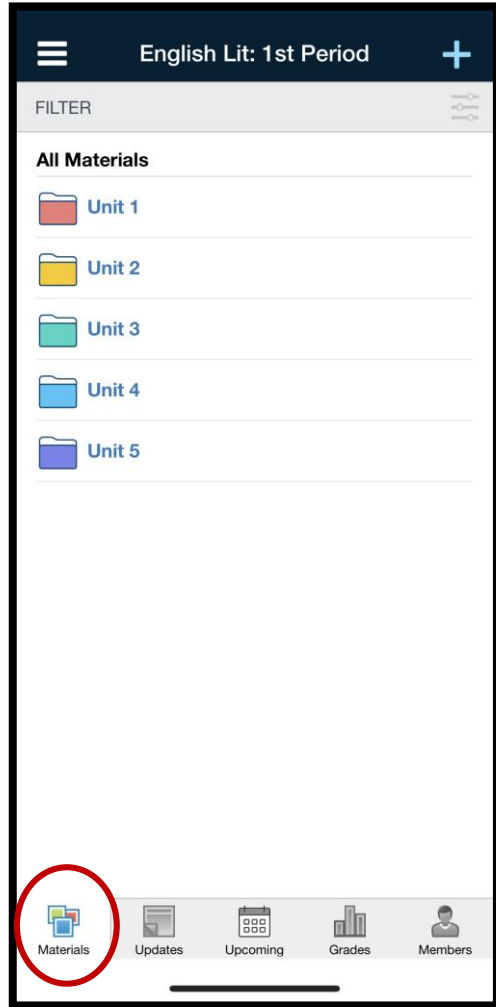 English Lit: 1st Period
FILTER
All Materials
Unit 1
Unit 2
Unit 3
Unit 4
Unit 5
Materials Updates Upcoming Grades Members